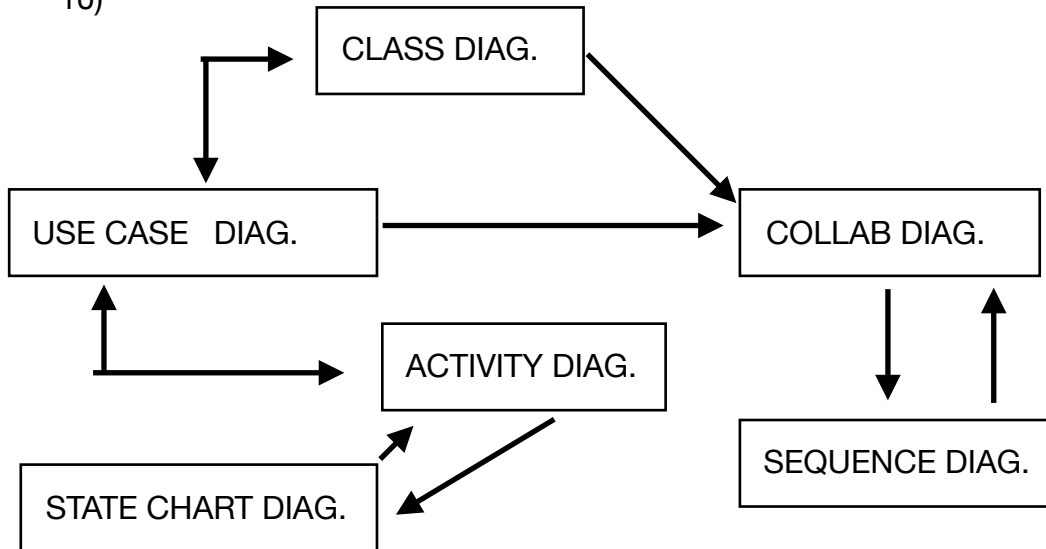 10)
CLASS DIAG.
USE CASE   DIAG.
COLLAB DIAG.
ACTIVITY DIAG.
SEQUENCE DIAG.
STATE CHART DIAG.